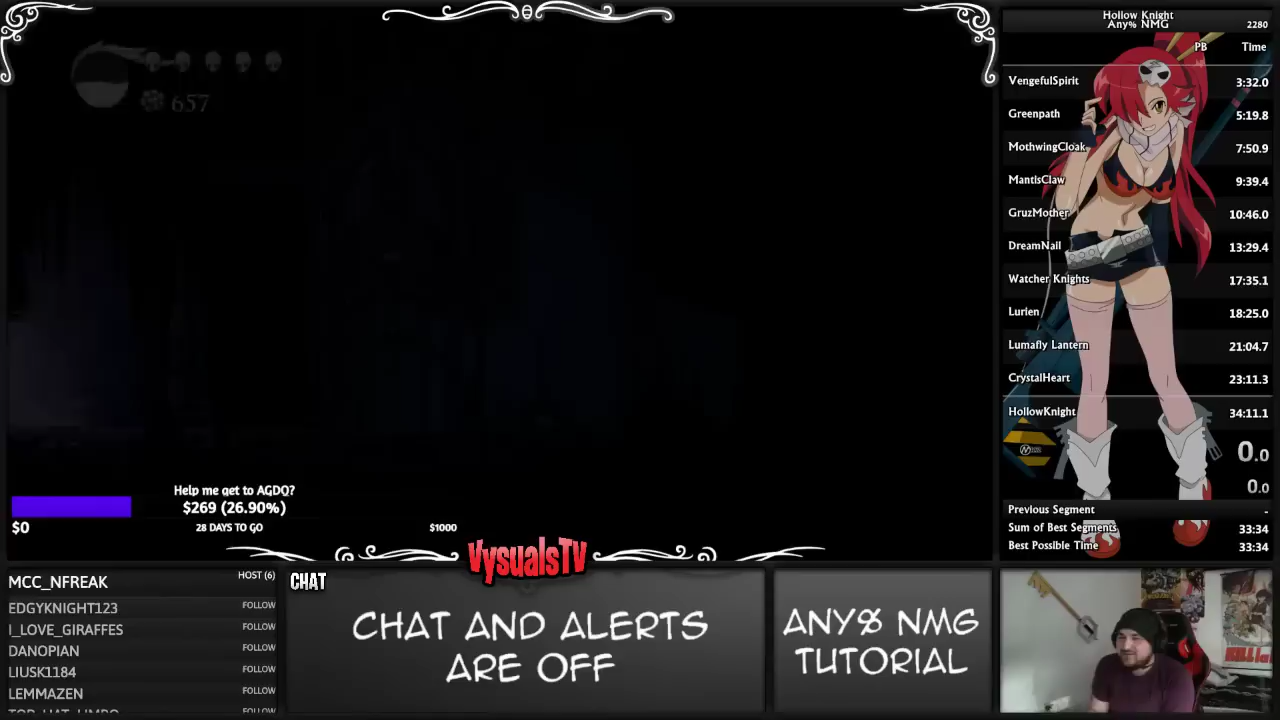 657
Hollow Knight
Any% NMG
2280
PB Time
VengefulSpirit 3:32.0
Greenpath 5:19.8
MothwingCloak 7:50.9
MantisClaw 9:39.4
GruzMother 10:46.0
DreamNail 13:29.4
Watcher Knights 17:35.1
Lurien 18:25.0
Lumafly Lantern 21:04.7
CrystalHeart 23:11.3
HollowKnight 34:11.1
0.0
0.0
Previous Segment -
Sum of Best Segments 33:34
Best Possible Time 33:34
Help me get to AGDQ?
$269 (26.90%)
$0 28 DAYS TO GO $1000
VysualsTV
MCC_NFREAK HOST (6)
EDGYKNIGHT123 FOLLOW
I_LOVE_GIRAFFES FOLLOW
DANOPIAN FOLLOW
LIUSK1184 FOLLOW
LEMMAZEN FOLLOW
FOLLOW
CHAT
CHAT AND ALERTS
ARE OFF
ANY% NMG
TUTORIAL